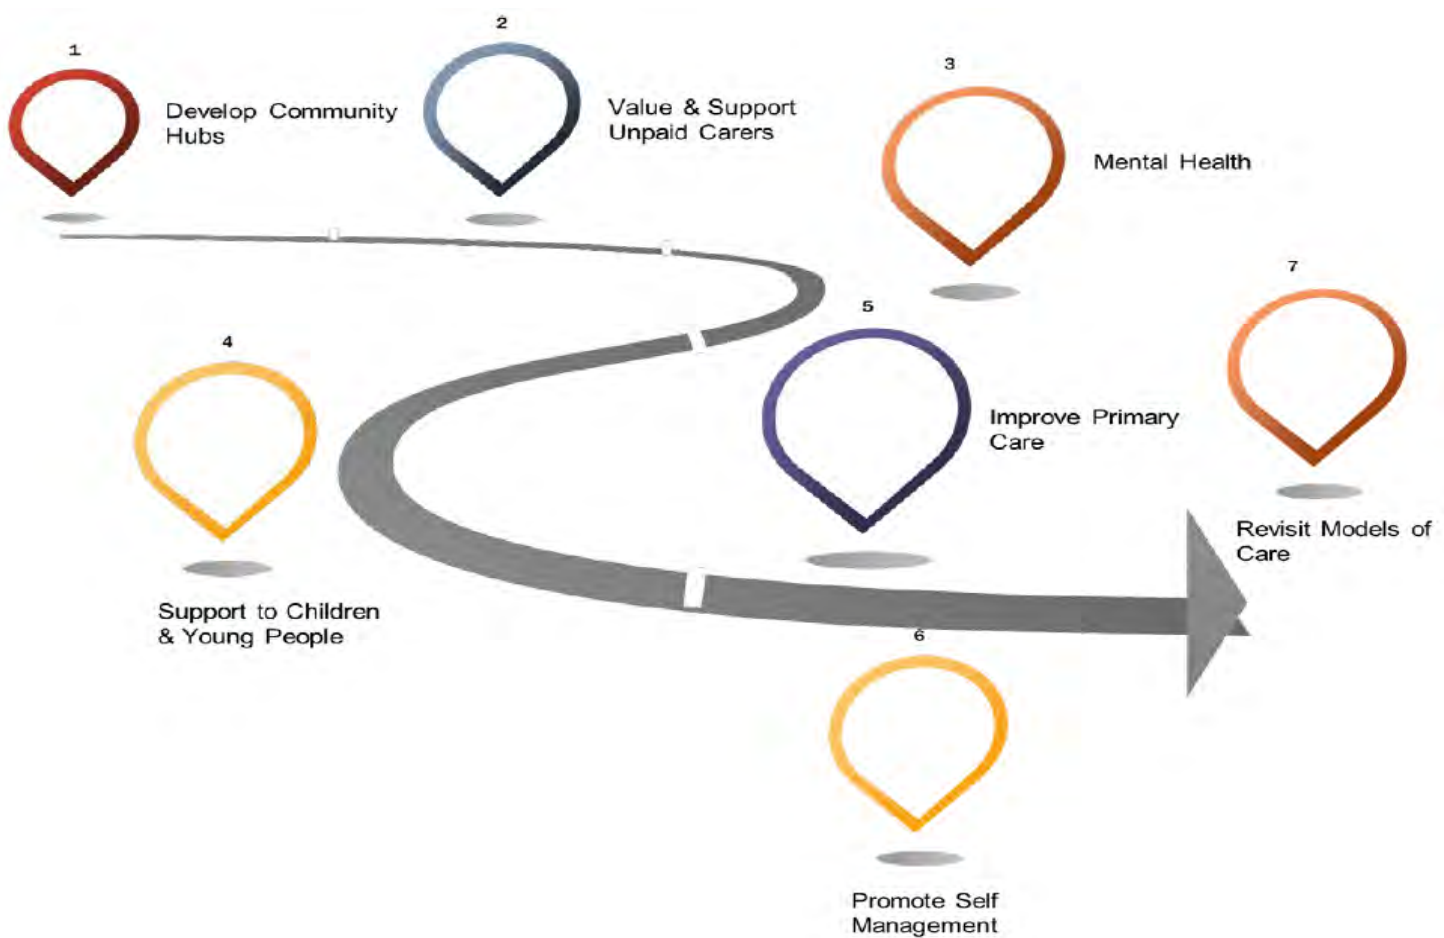 1
Develop Community
Hubs
2
Value & Support
Unpaid Carers
3
Mental Health
4
Support to Children
& Young People
5
Improve Primary
Care
6
Promote Self
Management
7
Revisit Models of
Care